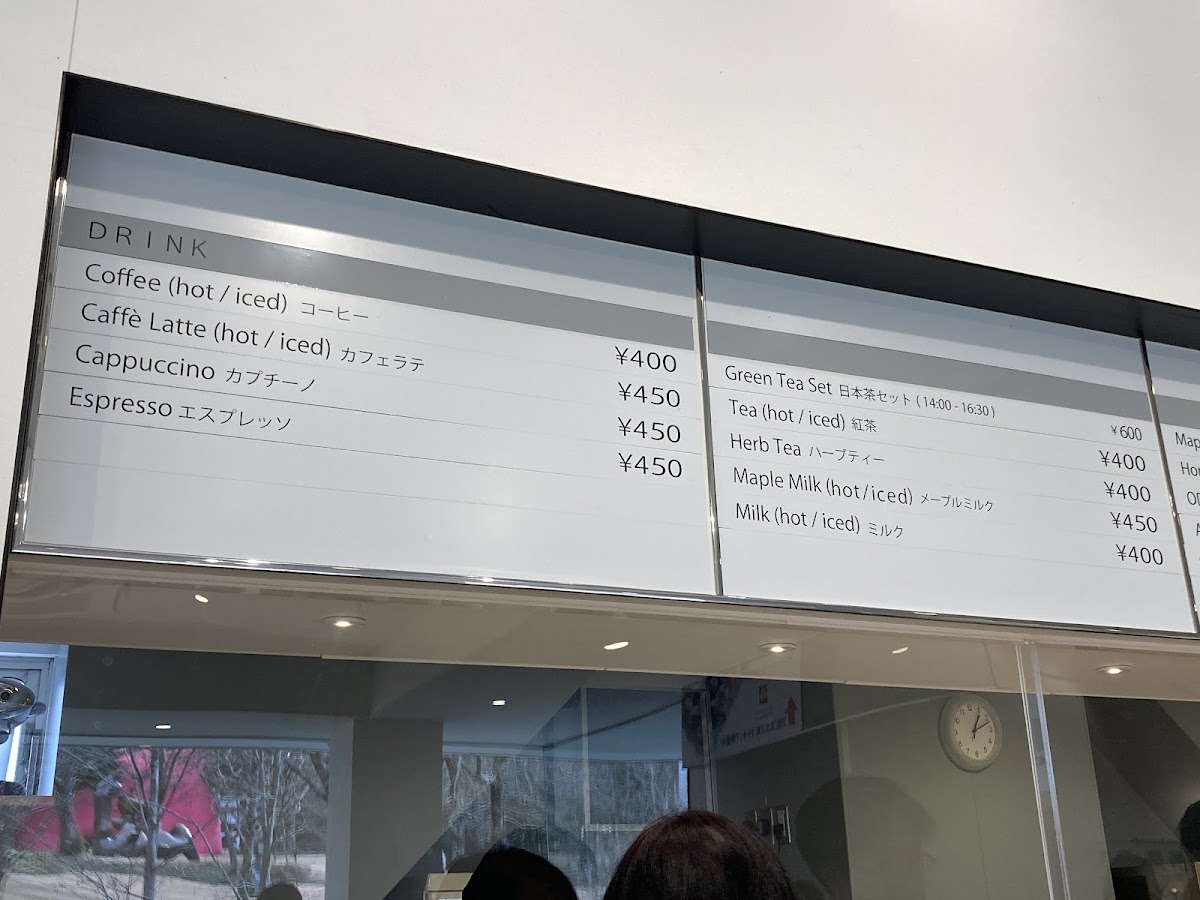 DRINK
Coffee (hot / iced) コーヒー ¥400
Caffè Latte (hot / iced) カフェラテ ¥450
Cappuccino カプチーノ ¥450
Espresso エスプレッソ ¥450
Green Tea Set 日本茶セット ( 14:00 - 16:30 ) ¥600
Tea (hot / iced) 紅茶 ¥400
Herb Tea ハーブティー ¥400
Maple Milk (hot / iced) メープルミルク ¥450
Milk (hot / iced) ミルク ¥400